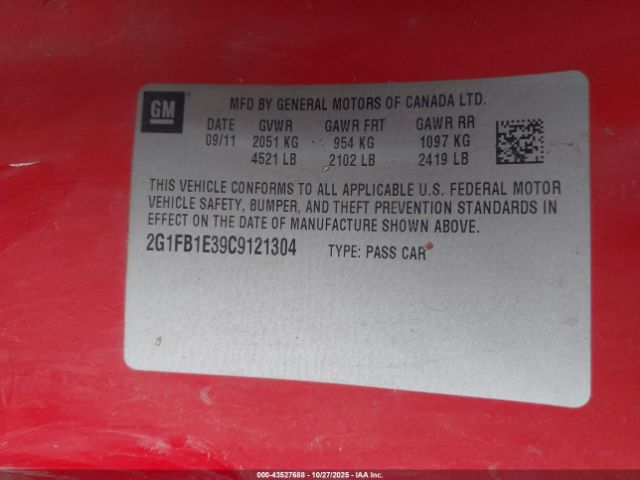 GM
MFD BY GENERAL MOTORS OF CANADA LTD.
DATE GVWR GAWR FRT GAWR RR
09/11 2051 KG 954 KG 1097 KG
4521 LB 2102 LB 2419 LB
THIS VEHICLE CONFORMS TO ALL APPLICABLE U.S. FEDERAL MOTOR
VEHICLE SAFETY, BUMPER, AND THEFT PREVENTION STANDARDS IN
EFFECT ON THE DATE OF MANUFACTURE SHOWN ABOVE.
2G1FB1E39C9121304 TYPE: PASS CAR
000-43527688 - 10/27/2025 - IAA Inc.